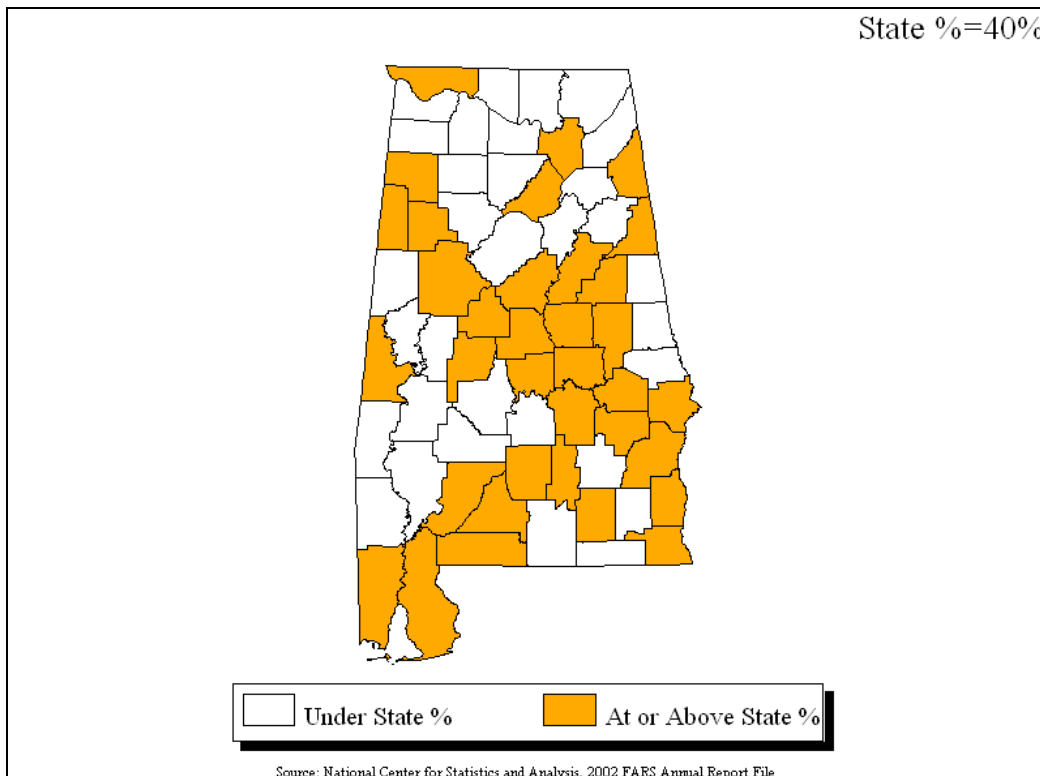 State %=40%
Under State %
At or Above State %
Source: National Center for Statistics and Analysis, 2002 FARS Annual Report File